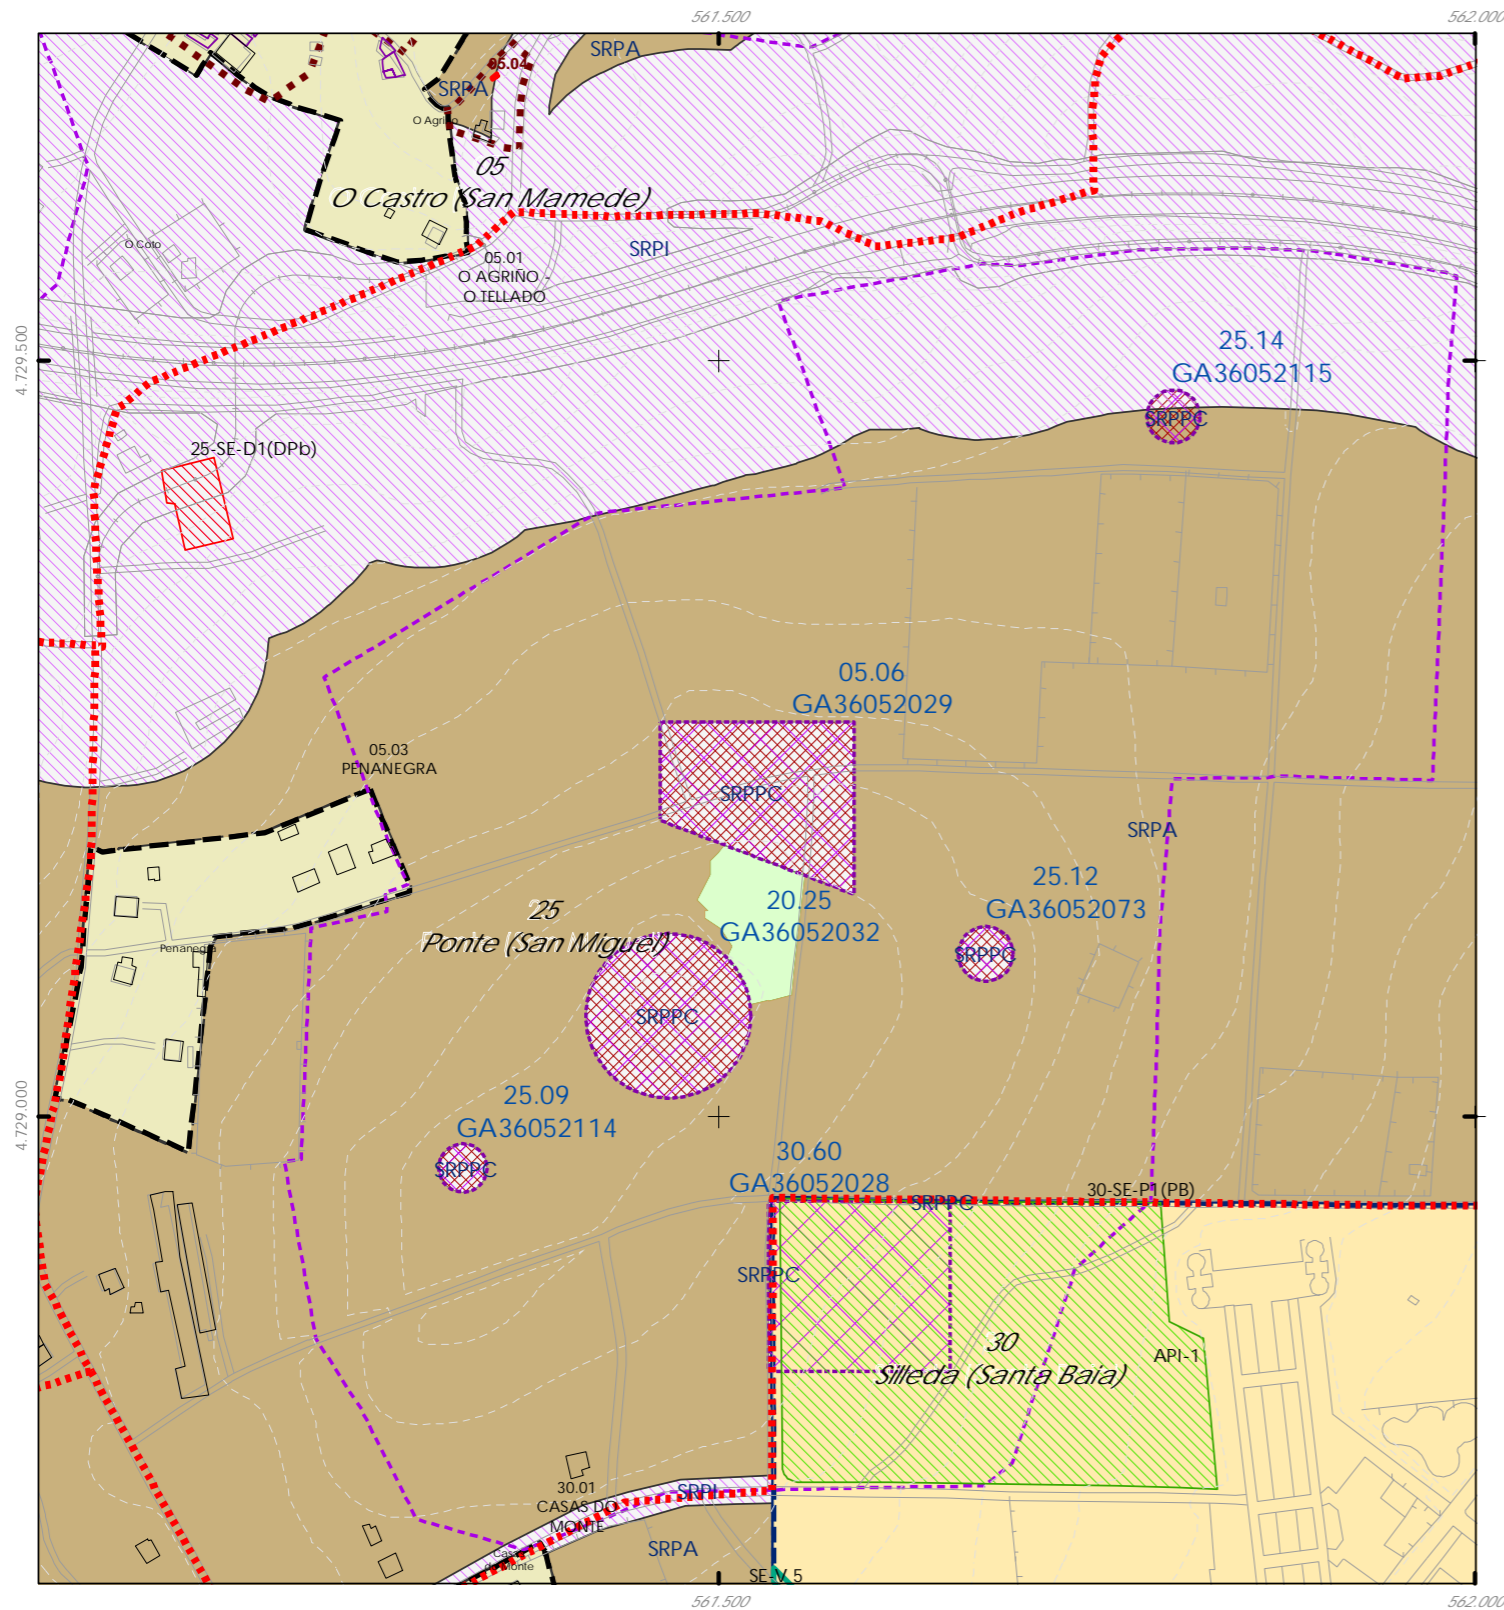 561.500
562.000
SRPA
05.04
SRPA
O Agriño
05
O Castro (San Mamede)
O Coto
SRPI
05.01
O AGRIÑO -
O TELLADO
4.729.500
25.14
GA36052115
SRPPC
25-SE-D1(DPb)
05.06
GA36052029
05.03
PENANEGRA
SRPPC
SRPA
25.12
GA36052073
20.25
GA36052032
25
Ponte (San Miguel)
Penanegra
SRPPC
SRPPC
4.729.000
25.09
GA36052114
SRPPC
30.60
GA36052028
30-SE-P1(PB)
SRPPC
SRPPC
30
Silleda (Santa Baia)
API-1
30.01
CASAS DO
MONTE
SRPI
SRPA
Casas
do Monte
SE-V 5
561.500
562.000